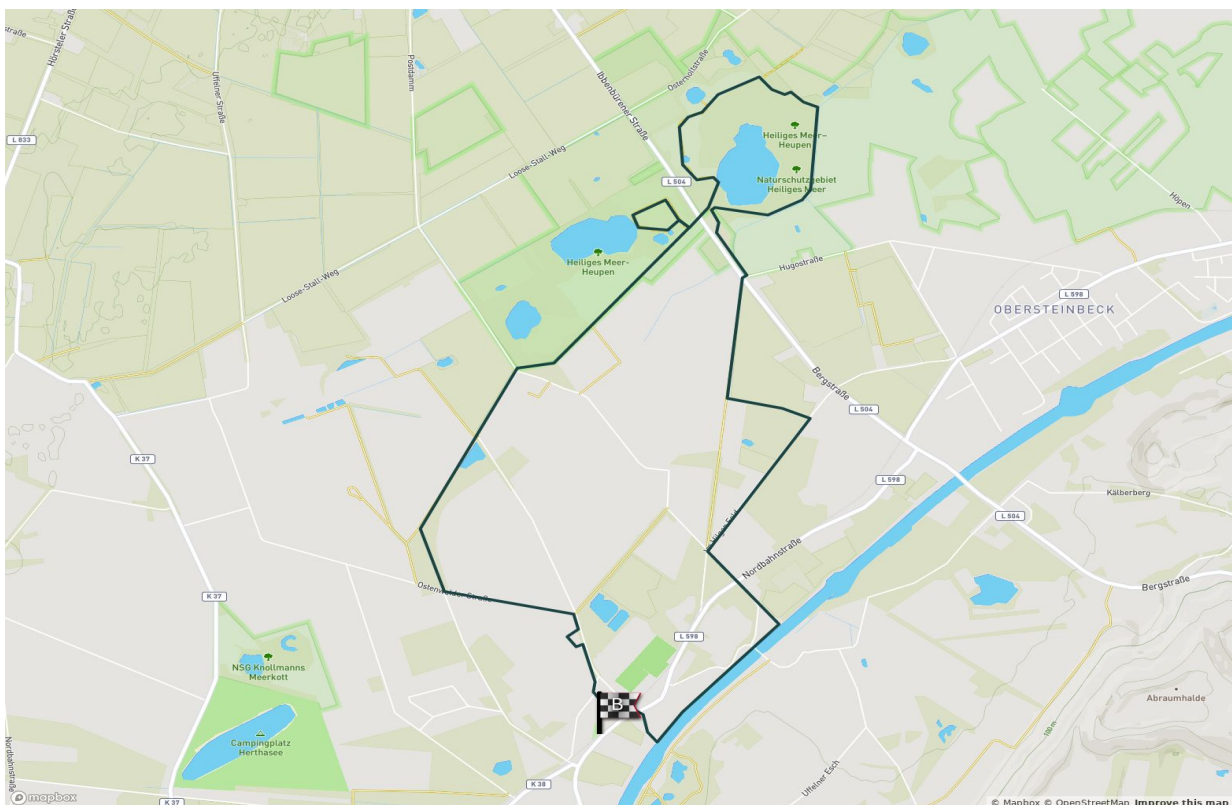 Hörsteler Straße
straße
Uffelner Straße
Postdamm
Ibbenbürener Straße
Osterholtstraße
L 833
Heiliges Meer–
Heupen
Loose-Stall-Weg
L 504
Naturschutzgebiet
Heiliges Meer
Höpen
Heiliges Meer-
Heupen
Hugostraße
Loose-Stall-Weg
L 598
OBERSTEINBECK
Bergstraße
L 504
K 37
L 598
Kälberberg
L 504
Nordbahnstraße
Bergstraße
Ostenwalder Straße
K 37
L 598
NSG Knollmanns
Meerkott
B
Abraumhalde
100 m
Campingplatz
Herthasee
Nordbahnstraße
Uffelner Esch
K 38
K 37
mapbox
© Mapbox © OpenStreetMap Improve this map